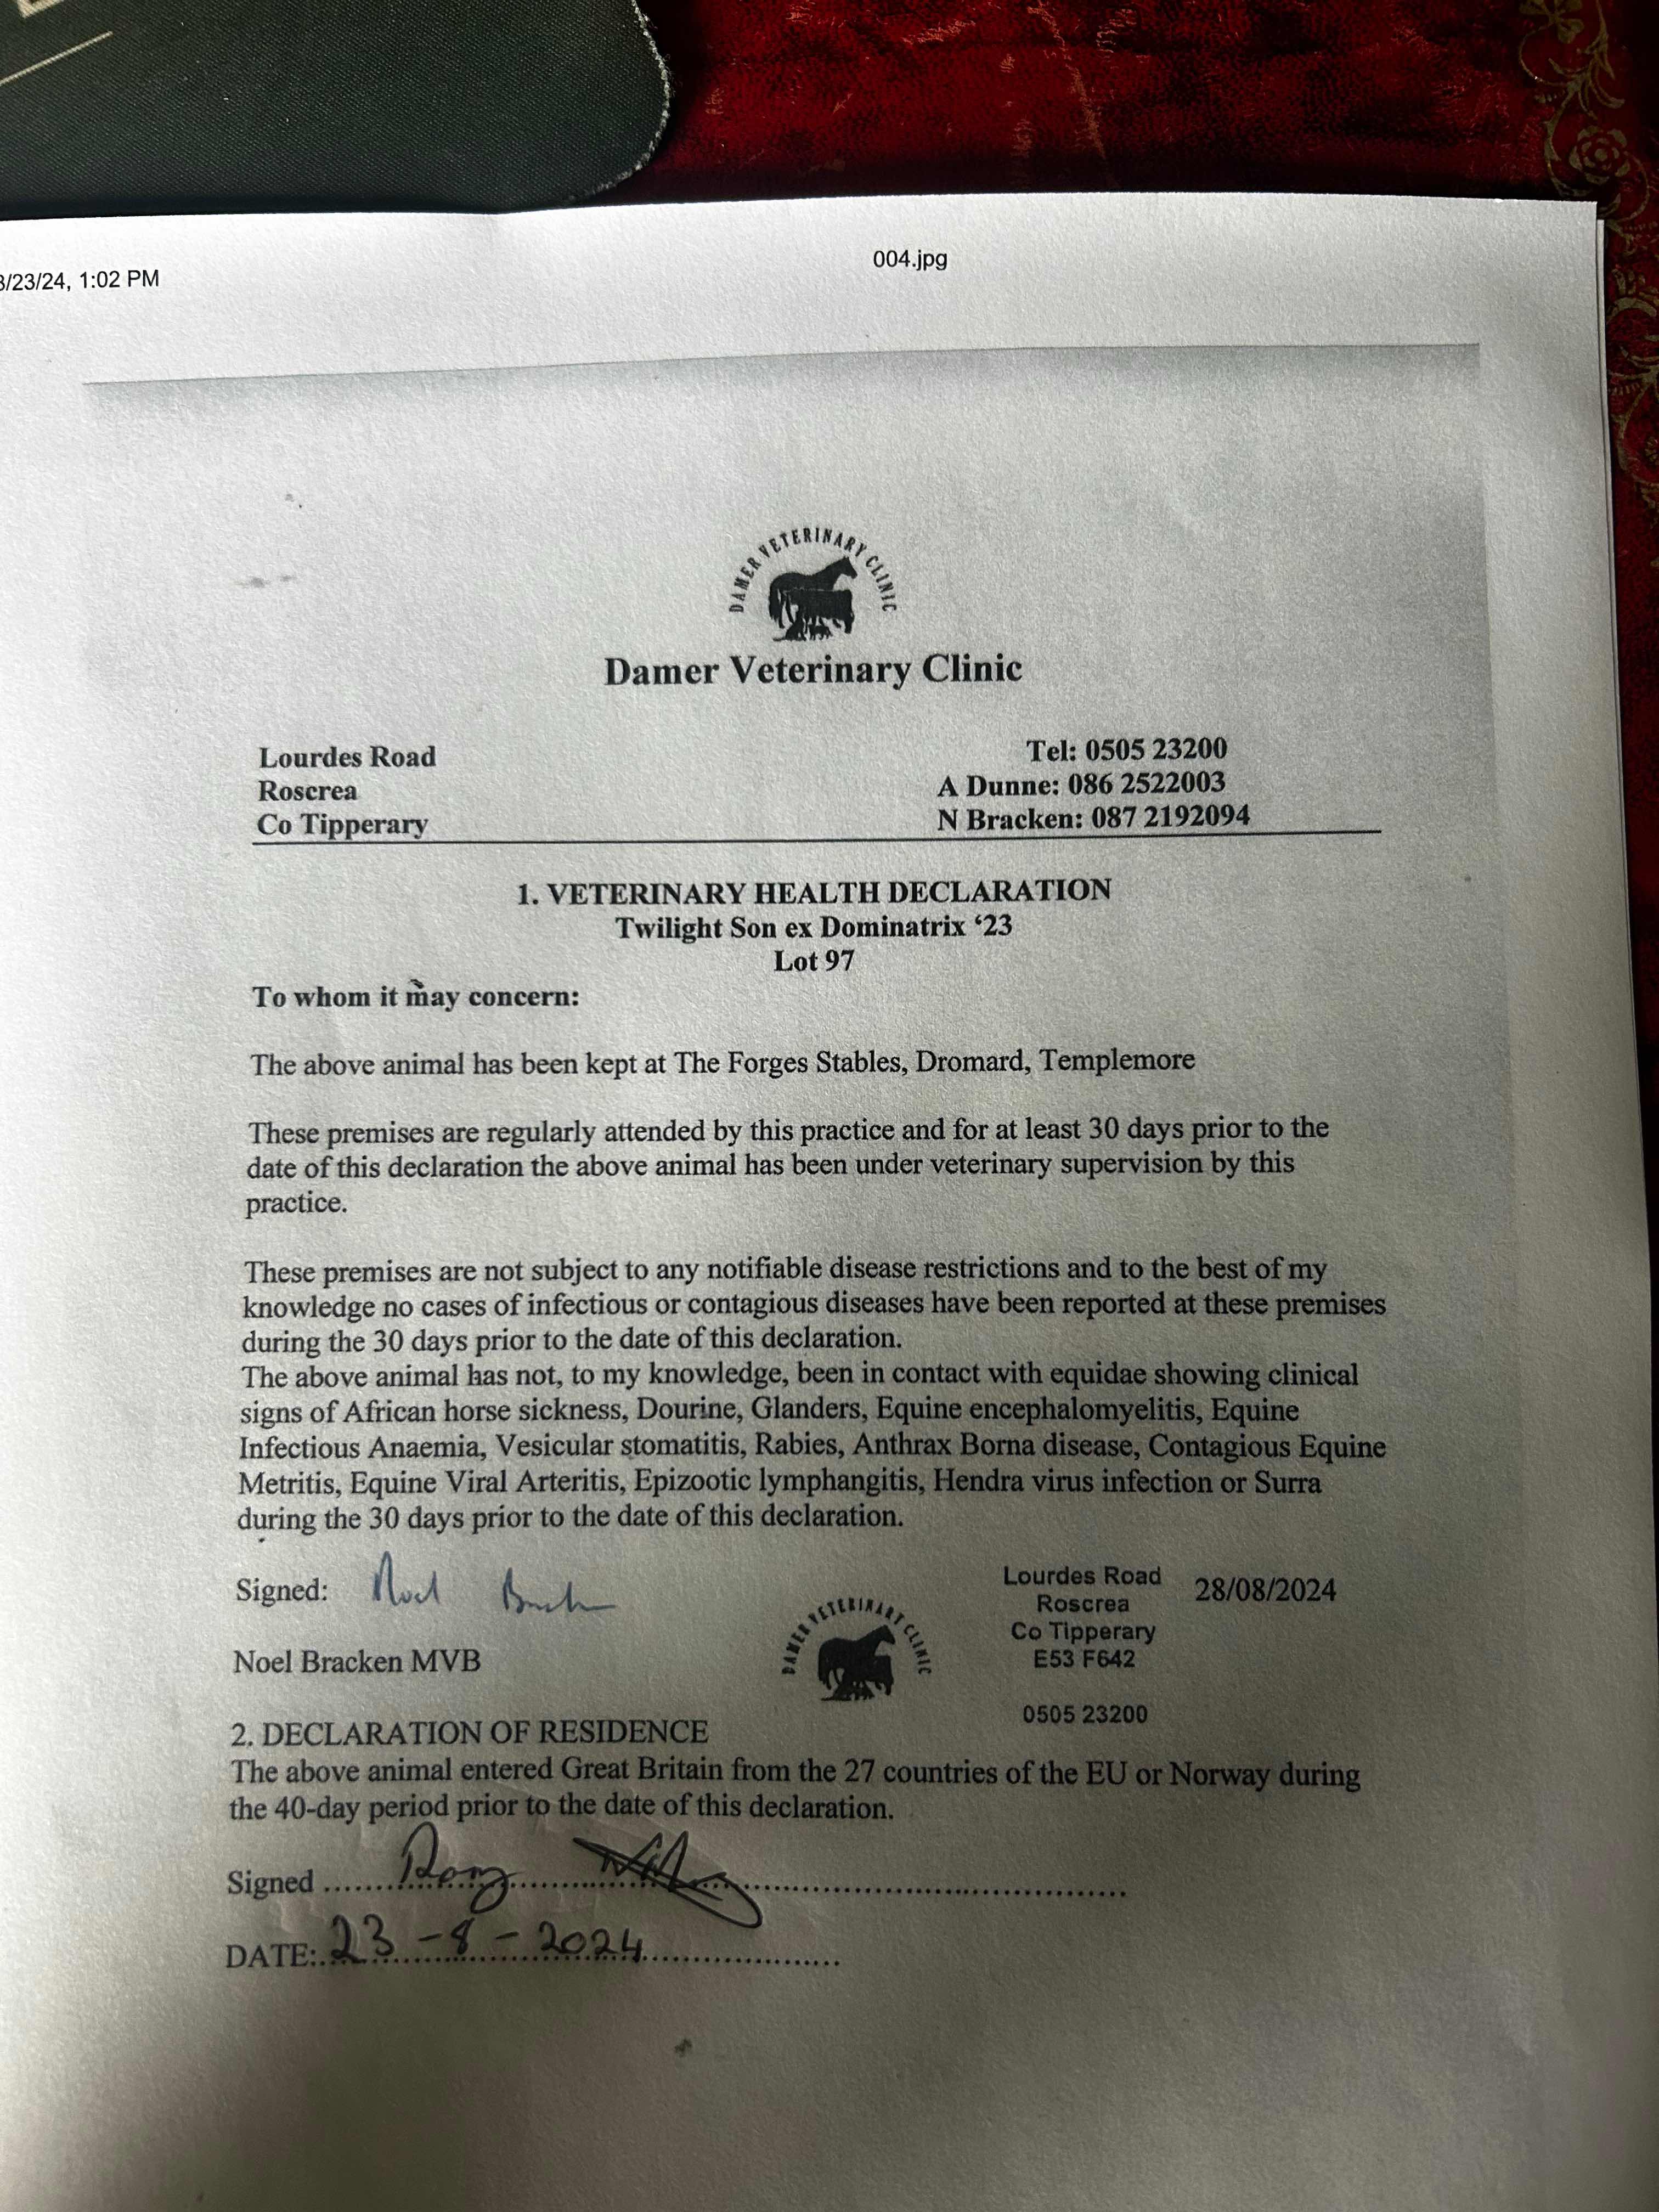 3/23/24, 1:02 PM
004.jpg
DAMER VETERINARY CLINIC
Damer Veterinary Clinic
Lourdes Road
Roscrea
Co Tipperary
Tel: 0505 23200
A Dunne: 086 2522003
N Bracken: 087 2192094
1. VETERINARY HEALTH DECLARATION
Twilight Son ex Dominatrix ‘23
Lot 97
To whom it may concern:
The above animal has been kept at The Forges Stables, Dromard, Templemore
These premises are regularly attended by this practice and for at least 30 days prior to the
date of this declaration the above animal has been under veterinary supervision by this
practice.
These premises are not subject to any notifiable disease restrictions and to the best of my
knowledge no cases of infectious or contagious diseases have been reported at these premises
during the 30 days prior to the date of this declaration.
The above animal has not, to my knowledge, been in contact with equidae showing clinical
signs of African horse sickness, Dourine, Glanders, Equine encephalomyelitis, Equine
Infectious Anaemia, Vesicular stomatitis, Rabies, Anthrax Borna disease, Contagious Equine
Metritis, Equine Viral Arteritis, Epizootic lymphangitis, Hendra virus infection or Surra
during the 30 days prior to the date of this declaration.
Signed: Noel Bracken
Noel Bracken MVB
DAMER VETERINARY CLINIC
Lourdes Road
Roscrea
Co Tipperary
E53 F642
0505 23200
28/08/2024
2. DECLARATION OF RESIDENCE
The above animal entered Great Britain from the 27 countries of the EU or Norway during
the 40-day period prior to the date of this declaration.
Signed
DATE: 23-8-2024